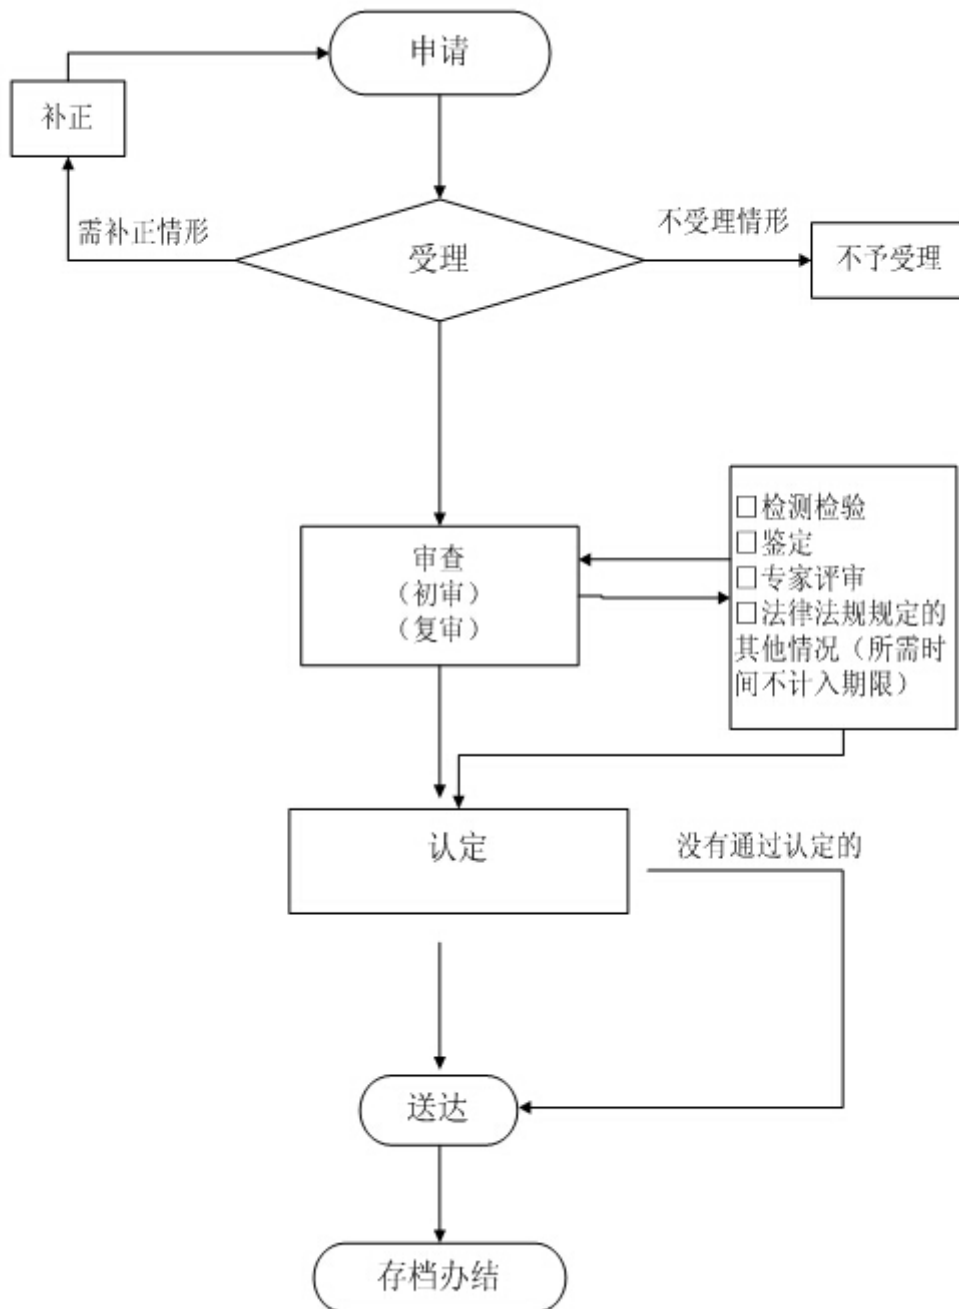 申请
补正
需补正情形
不受理情形
受理
不予受理
审查
（初审）
（复审）
□检测检验
□鉴定
□专家评审
□法律法规规定的
其他情况（所需时
间不计入期限）
认定
没有通过认定的
送达
存档办结